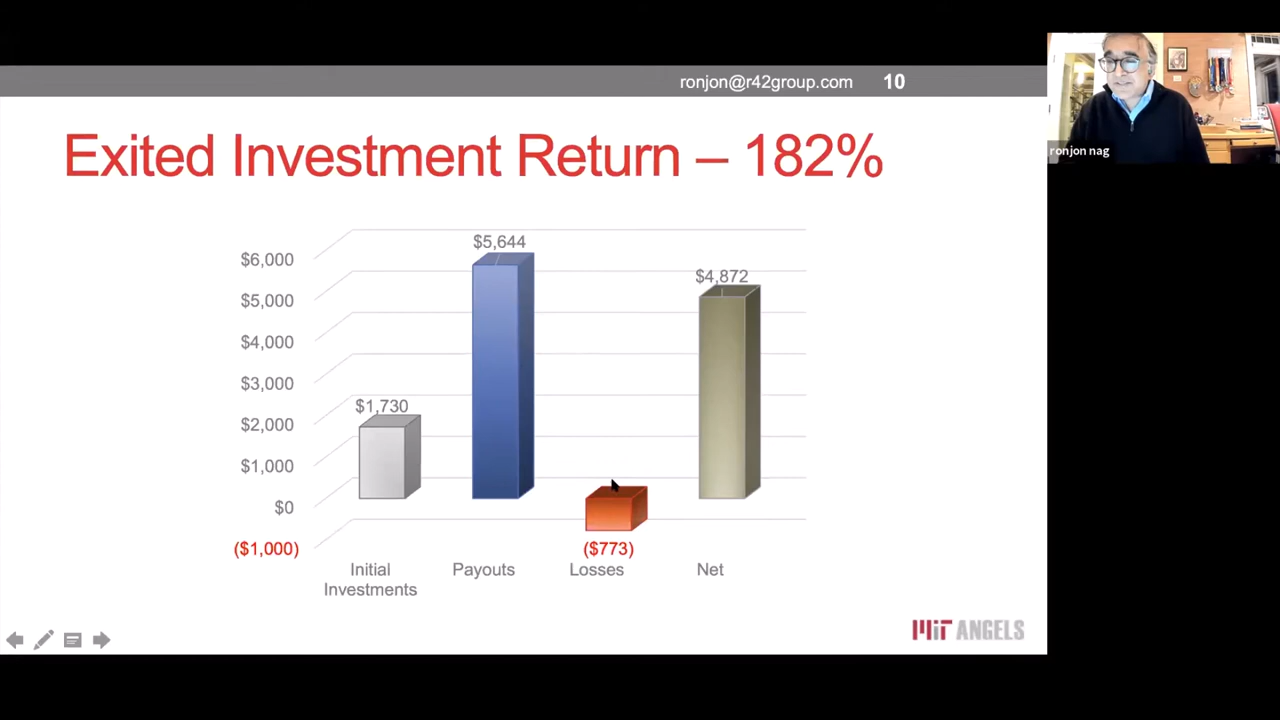 ronjon@r42group.com 10
ronjon nag
Exited Investment Return – 182%
$6,000
$5,000
$4,000
$3,000
$2,000
$1,000
$0
($1,000)
$1,730
$5,644
($773)
$4,872
Initial
Investments
Payouts
Losses
Net
MIT ANGELS